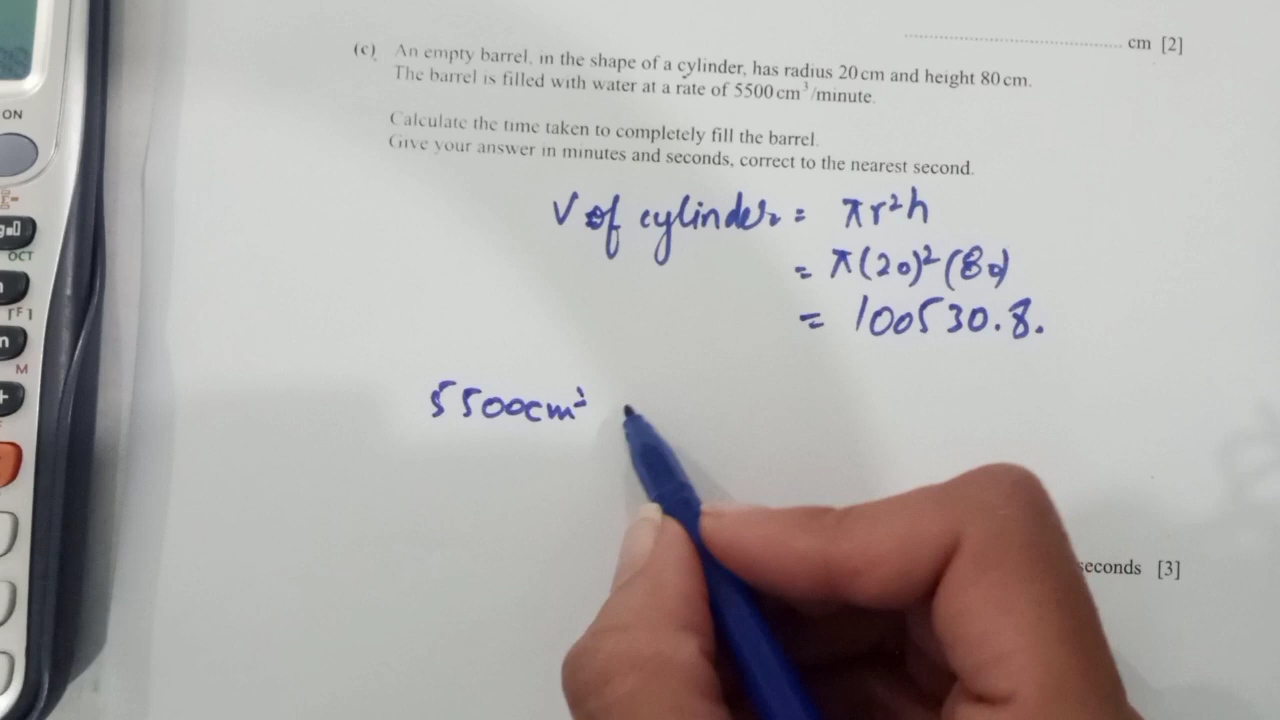 cm [2]
(c) An empty barrel, in the shape of a cylinder, has radius 20 cm and height 80 cm.
The barrel is filled with water at a rate of 5500 cm³/minute.
Calculate the time taken to completely fill the barrel.
Give your answer in minutes and seconds, correct to the nearest second.
V of cylinder = πr²h
= π(20)²(80)
= 100530.8.
5500cm³
seconds [3]
ON
OCT
M